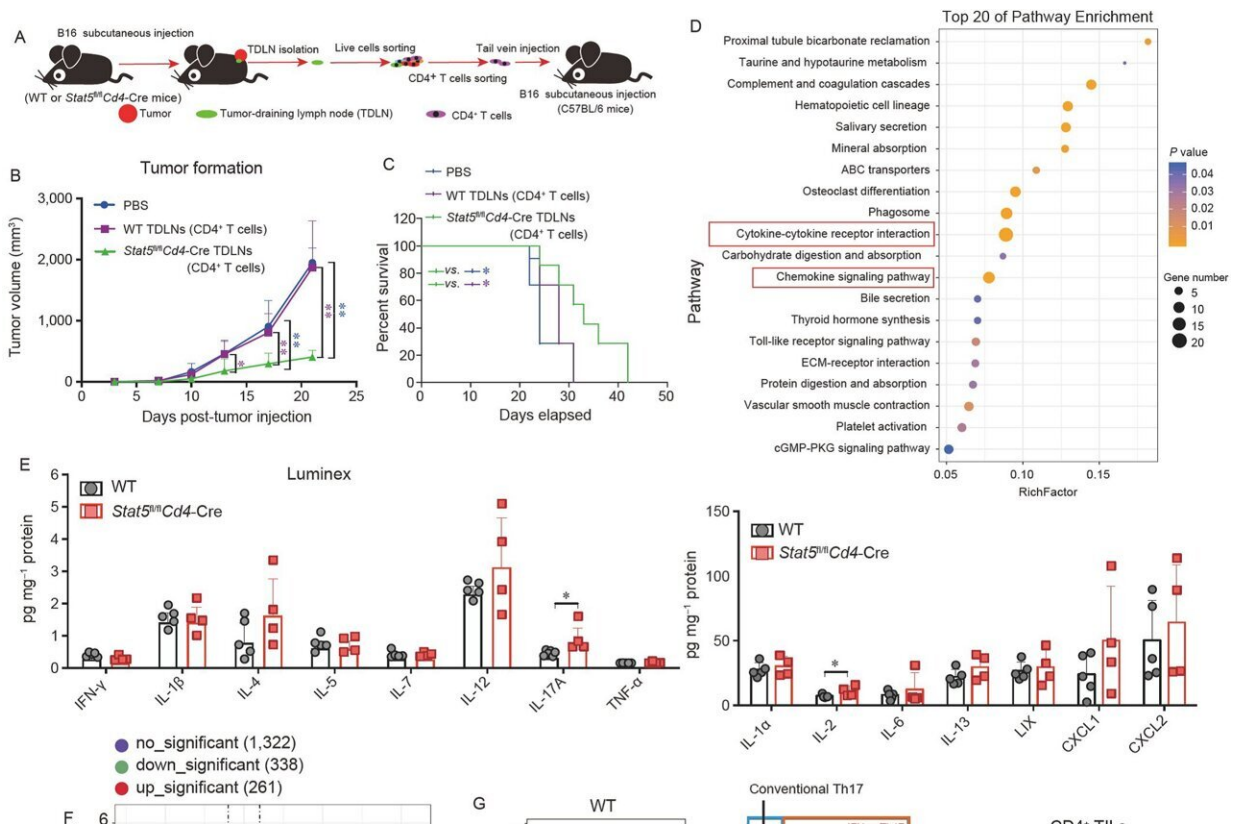 A
B16 subcutaneous injection
TDLN isolation
Live cells sorting
Tail vein injection
CD4⁺ T cells sorting
(WT or Stat5fl/flCd4-Cre mice)
B16 subcutaneous injection
(C57BL/6 mice)
Tumor
Tumor-draining lymph node (TDLN)
CD4⁺ T cells
B
Tumor formation
3,000
2,000
1,000
0
Tumor volume (mm³)
PBS
WT TDLNs (CD4⁺ T cells)
Stat5fl/flCd4-Cre TDLNs
(CD4⁺ T cells)
*
**
**
**
**
0
5
10
15
20
25
Days post-tumor injection
C
PBS
WT TDLNs (CD4⁺ T cells)
Stat5fl/flCd4-Cre TDLNs
(CD4⁺ T cells)
120
100
80
60
40
20
0
Percent survival
vs. *
vs. *
0
10
20
30
40
50
Days elapsed
D
Top 20 of Pathway Enrichment
Pathway
Proximal tubule bicarbonate reclamation
Taurine and hypotaurine metabolism
Complement and coagulation cascades
Hematopoietic cell lineage
Salivary secretion
Mineral absorption
ABC transporters
Osteoclast differentiation
Phagosome
Cytokine-cytokine receptor interaction
Carbohydrate digestion and absorption
Chemokine signaling pathway
Bile secretion
Thyroid hormone synthesis
Toll-like receptor signaling pathway
ECM-receptor interaction
Protein digestion and absorption
Vascular smooth muscle contraction
Platelet activation
cGMP-PKG signaling pathway
0.05
0.10
0.15
RichFactor
P value
0.04
0.03
0.02
0.01
Gene number
5
10
15
20
E
Luminex
WT
Stat5fl/flCd4-Cre
pg mg⁻¹ protein
6
5
4
3
2
1
0
*
IFN-γ
IL-1β
IL-4
IL-5
IL-7
IL-12
IL-17A
TNF-α
WT
Stat5fl/flCd4-Cre
pg mg⁻¹ protein
150
100
50
0
*
IL-1α
IL-2
IL-6
IL-13
LIX
CXCL1
CXCL2
no_significant (1,322)
down_significant (338)
up_significant (261)
F
6
G
WT
Conventional Th17